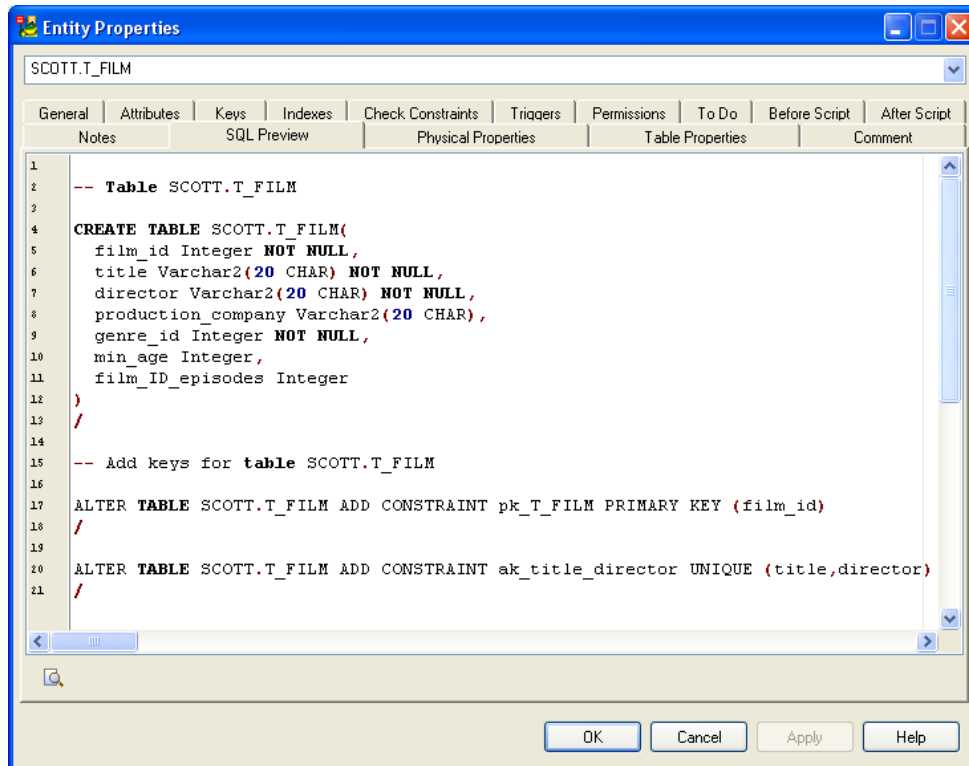 Entity Properties
SCOTT.T_FILM
General Attributes Keys Indexes Check Constraints Triggers Permissions To Do Before Script After Script
Notes SQL Preview Physical Properties Table Properties Comment
1
2 -- Table SCOTT.T_FILM
3
4 CREATE TABLE SCOTT.T_FILM(
5 film_id Integer NOT NULL,
6 title Varchar2(20 CHAR) NOT NULL,
7 director Varchar2(20 CHAR) NOT NULL,
8 production_company Varchar2(20 CHAR),
9 genre_id Integer NOT NULL,
10 min_age Integer,
11 film_ID_episodes Integer
12 )
13 /
14
15 -- Add keys for table SCOTT.T_FILM
16
17 ALTER TABLE SCOTT.T_FILM ADD CONSTRAINT pk_T_FILM PRIMARY KEY (film_id)
18 /
19
20 ALTER TABLE SCOTT.T_FILM ADD CONSTRAINT ak_title_director UNIQUE (title,director)
21 /
OK Cancel Apply Help